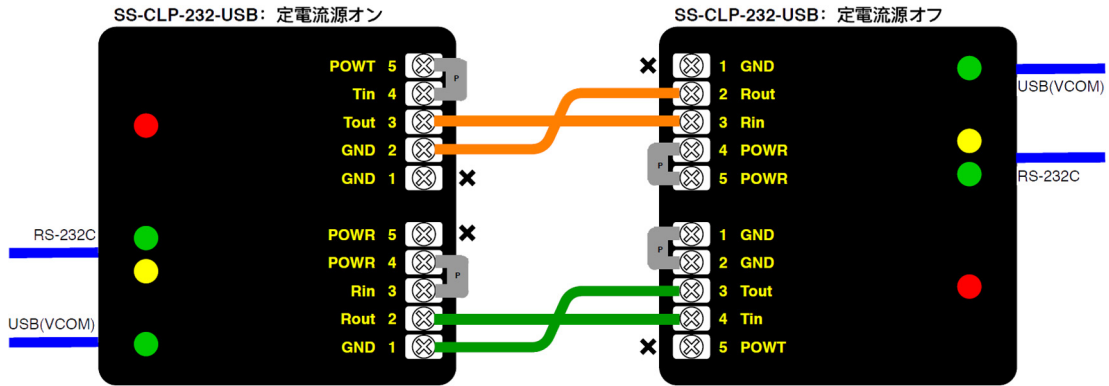 SS-CLP-232-USB: 定電流源オン
POWT 5
Tin 4
Tout 3
GND 2
GND 1
POWR 5
POWR 4
Rin 3
Rout 2
GND 1
P
P
RS-232C
USB(VCOM)
SS-CLP-232-USB: 定電流源オフ
1 GND
2 Rout
3 Rin
4 POWR
5 POWR
1 GND
2 GND
3 Tout
4 Tin
5 POWT
P
P
USB(VCOM)
RS-232C